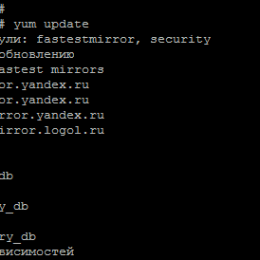 #
# yum update
ули: fastestmirror, security
обновлению
astest mirrors
or.yandex.ru
or.yandex.ru
rror.yandex.ru
irror.logol.ru
db
y_db
ry_db
висимостей